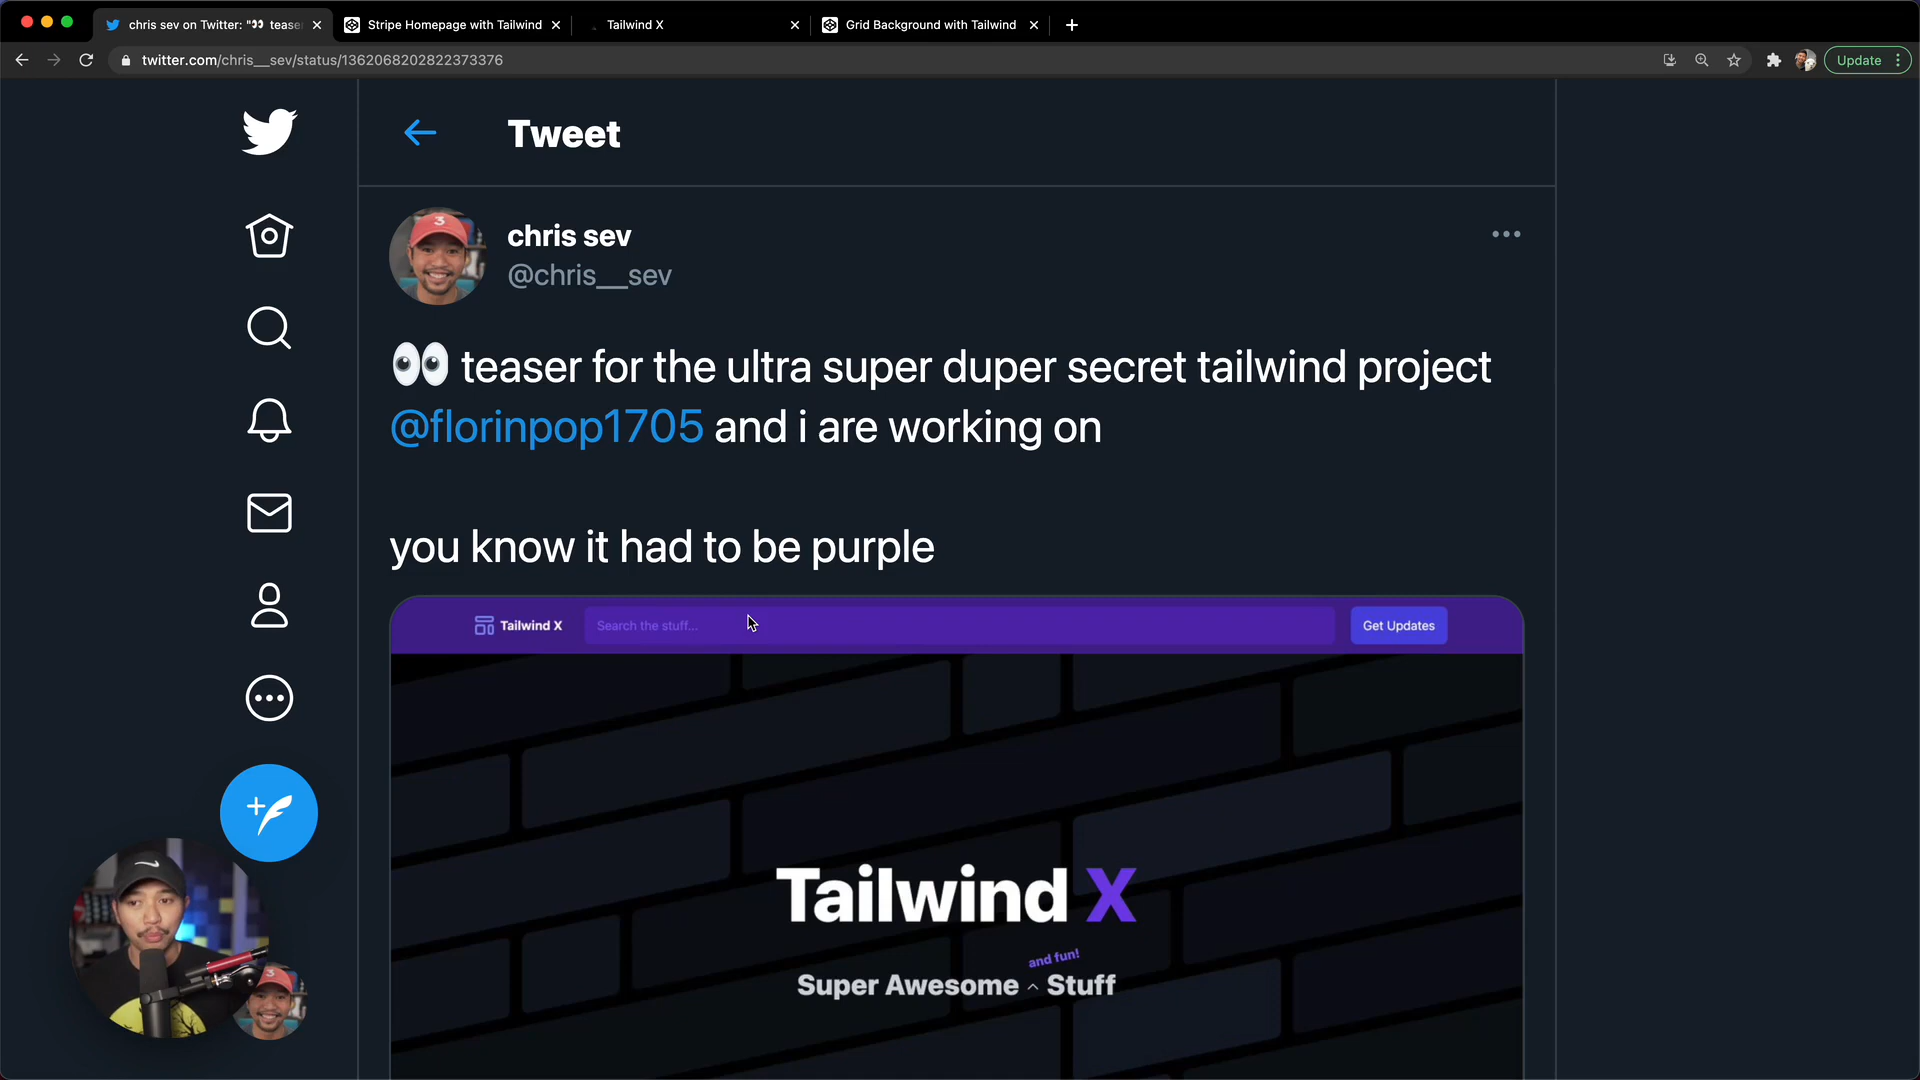 chris sev on Twitter: "👀 tease
Stripe Homepage with Tailwind
Tailwind X
Grid Background with Tailwind
twitter.com/chris__sev/status/1362068202822373376
Update
Tweet
chris sev
@chris__sev
👀 teaser for the ultra super duper secret tailwind project
@florinpop1705 and i are working on
you know it had to be purple
Tailwind X
Search the stuff...
Get Updates
Tailwind X
and fun!
Super Awesome ^ Stuff
3
3